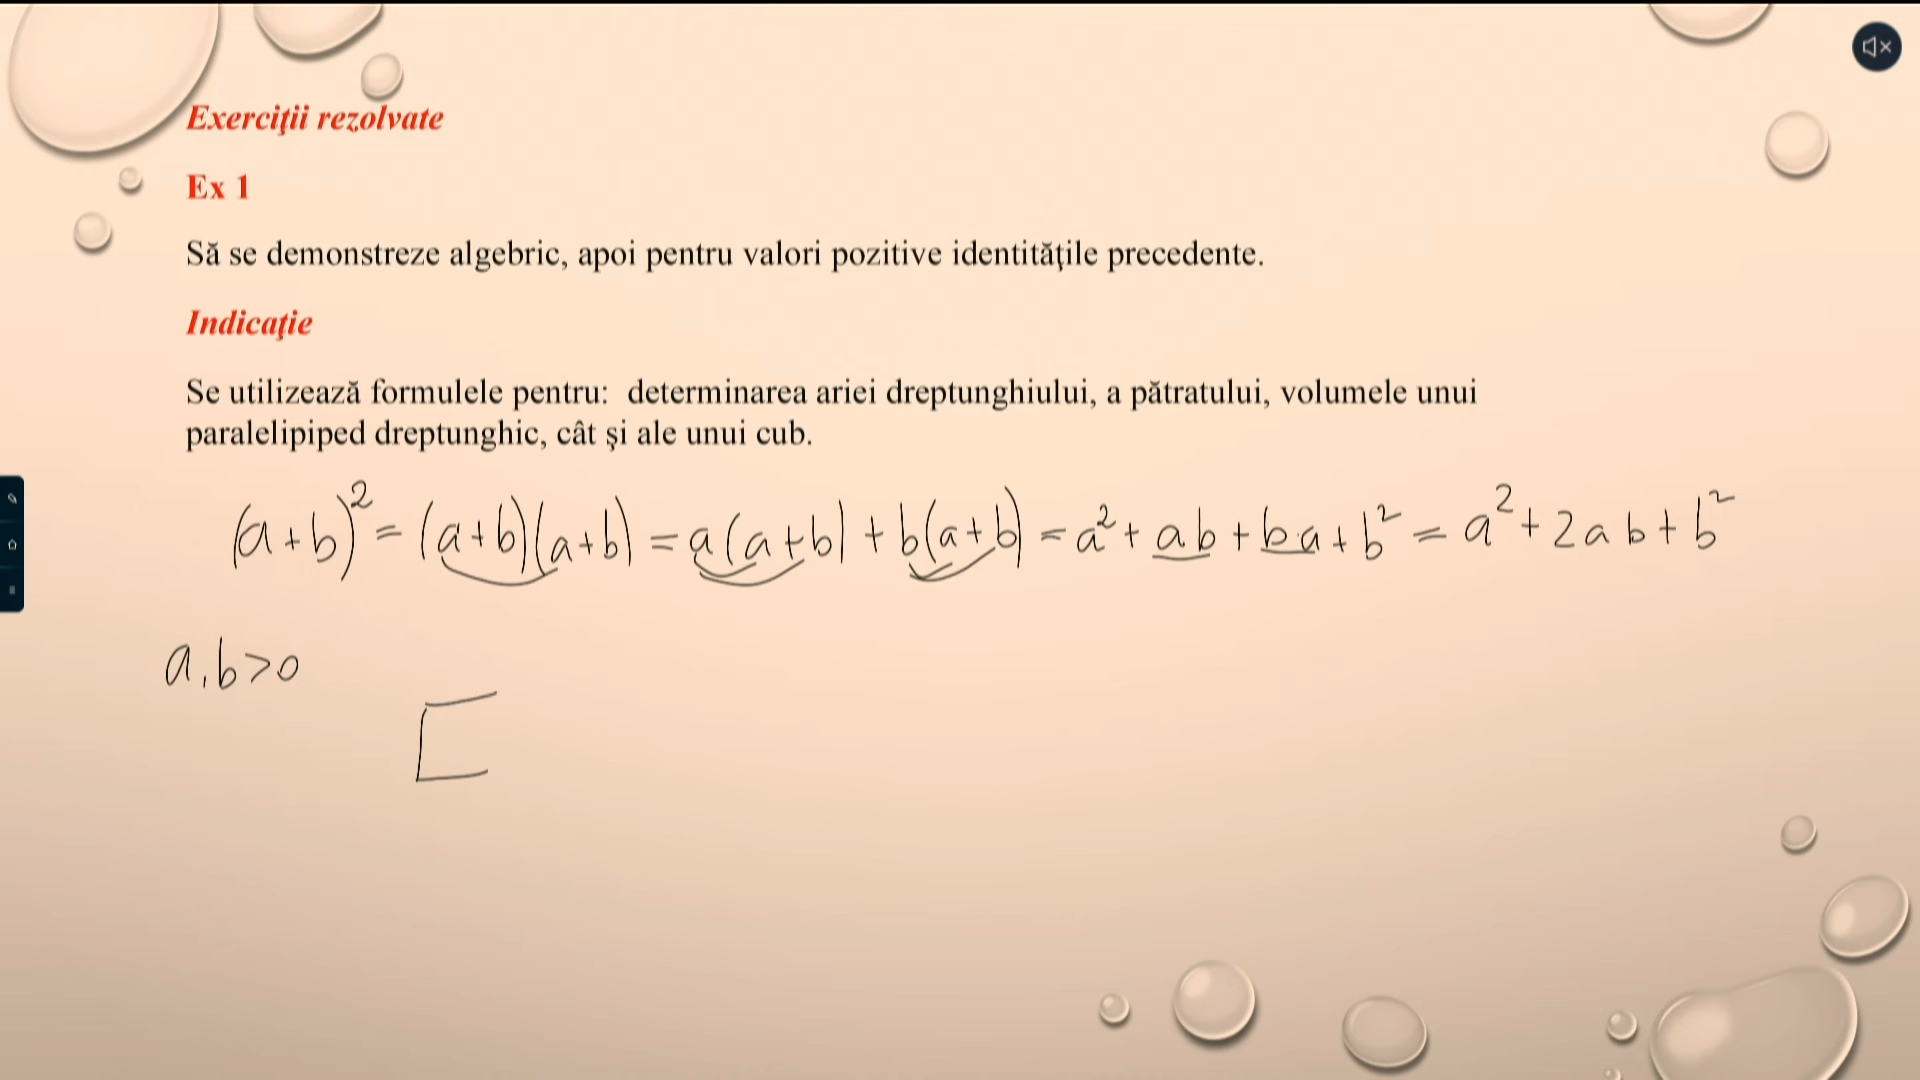 Exerciţii rezolvate
Ex 1
Să se demonstreze algebric, apoi pentru valori pozitive identităţile precedente.
Indicaţie
Se utilizează formulele pentru: determinarea ariei dreptunghiului, a pătratului, volumele unui
paralelipiped dreptunghic, cât şi ale unui cub.
(a+b)² = (a+b)(a+b) = a(a+b) + b(a+b) = a² + ab + b·a + b² = a² + 2ab + b²
a,b>0